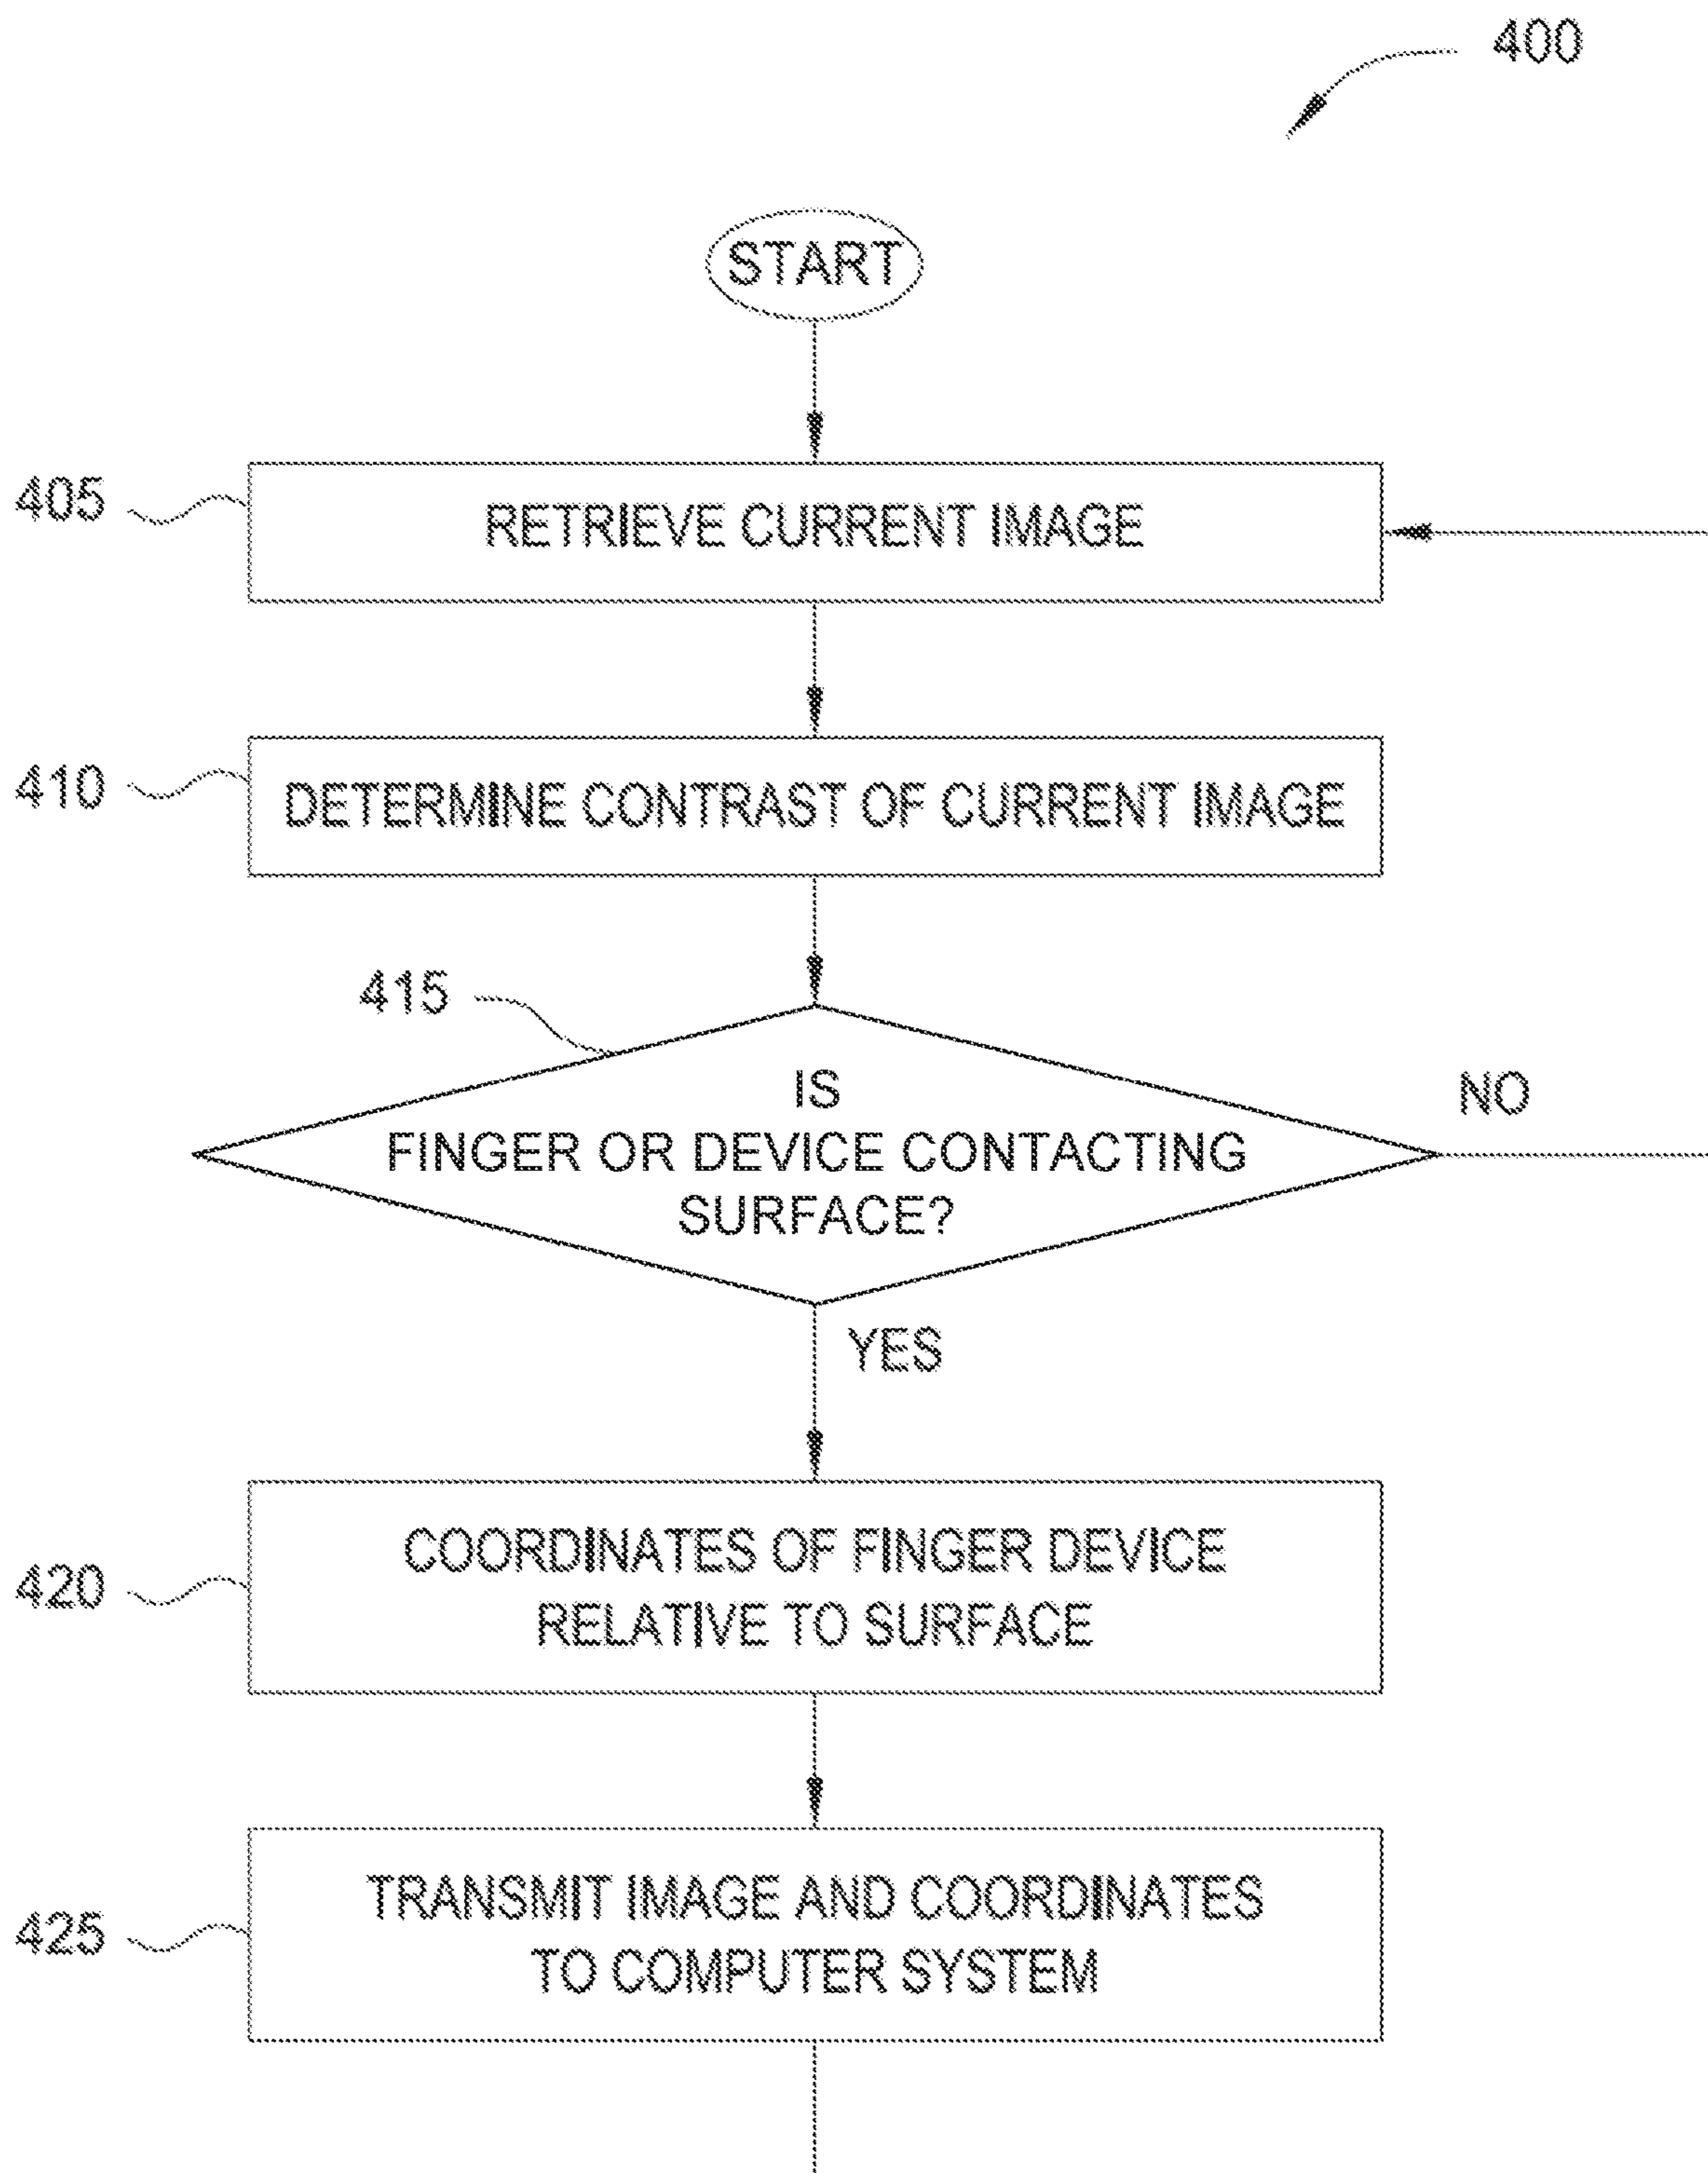 400
START
405
RETRIEVE CURRENT IMAGE
410
DETERMINE CONTRAST OF CURRENT IMAGE
415
IS
FINGER OR DEVICE CONTACTING
SURFACE?
NO
YES
420
COORDINATES OF FINGER DEVICE
RELATIVE TO SURFACE
425
TRANSMIT IMAGE AND COORDINATES
TO COMPUTER SYSTEM